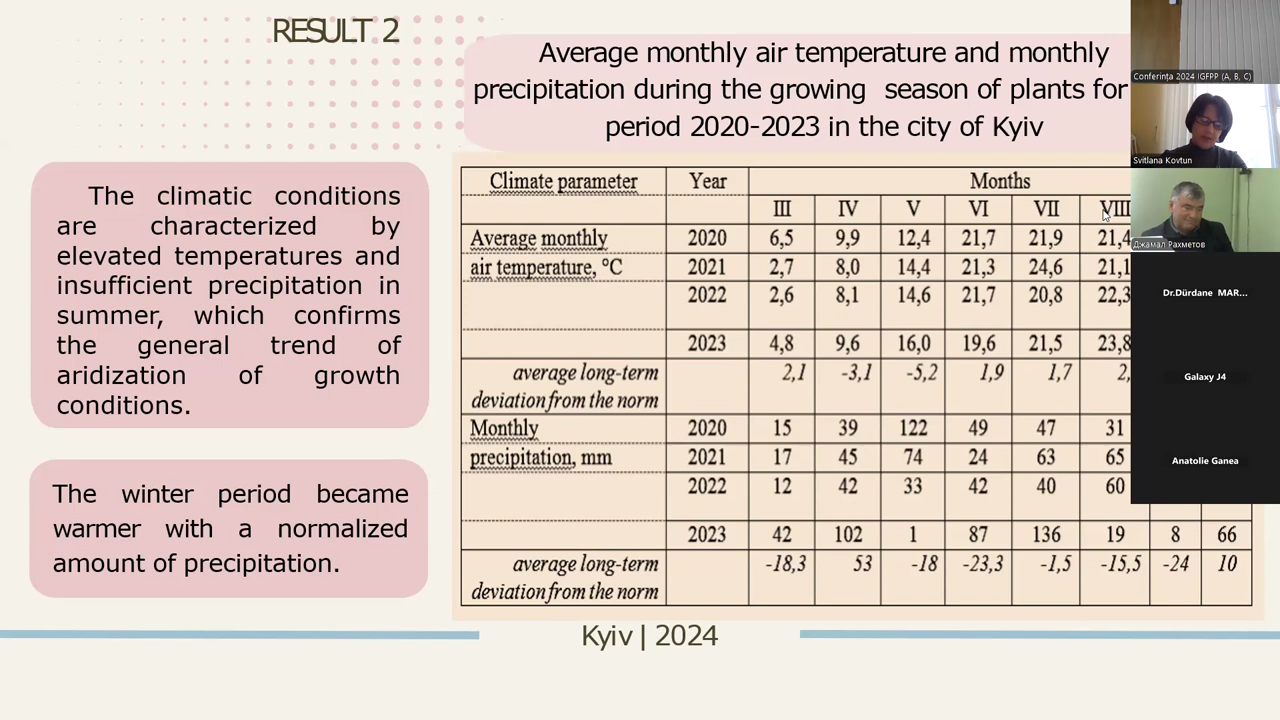 RESULT 2
Average monthly air temperature and monthly
precipitation during the growing season of plants for
period 2020-2023 in the city of Kyiv
The climatic conditions
are characterized by
elevated temperatures and
insufficient precipitation in
summer, which confirms
the general trend of
aridization of growth
conditions.
The winter period became
warmer with a normalized
amount of precipitation.
Climate parameter Year Months
III IV V VI VII VIII
Average monthly 2020 6,5 9,9 12,4 21,7 21,9 21,4
air temperature, °C 2021 2,7 8,0 14,4 21,3 24,6 21,1
2022 2,6 8,1 14,6 21,7 20,8 22,3
2023 4,8 9,6 16,0 19,6 21,5 23,8
average long-term 2,1 -3,1 -5,2 1,9 1,7
deviation from the norm
Monthly 2020 15 39 122 49 47 31
precipitation, mm 2021 17 45 74 24 63 65
2022 12 42 33 42 40 60
2023 42 102 1 87 136 19 8 66
average long-term -18,3 53 -18 -23,3 -1,5 -15,5 -24 10
deviation from the norm
Kyiv | 2024
Conferința 2024 IGFPP (A, B, C)
Svitlana Kovtun
Джамал Рахметов
Dr.Dürdane MAR...
Galaxy J4
Anatolie Ganea